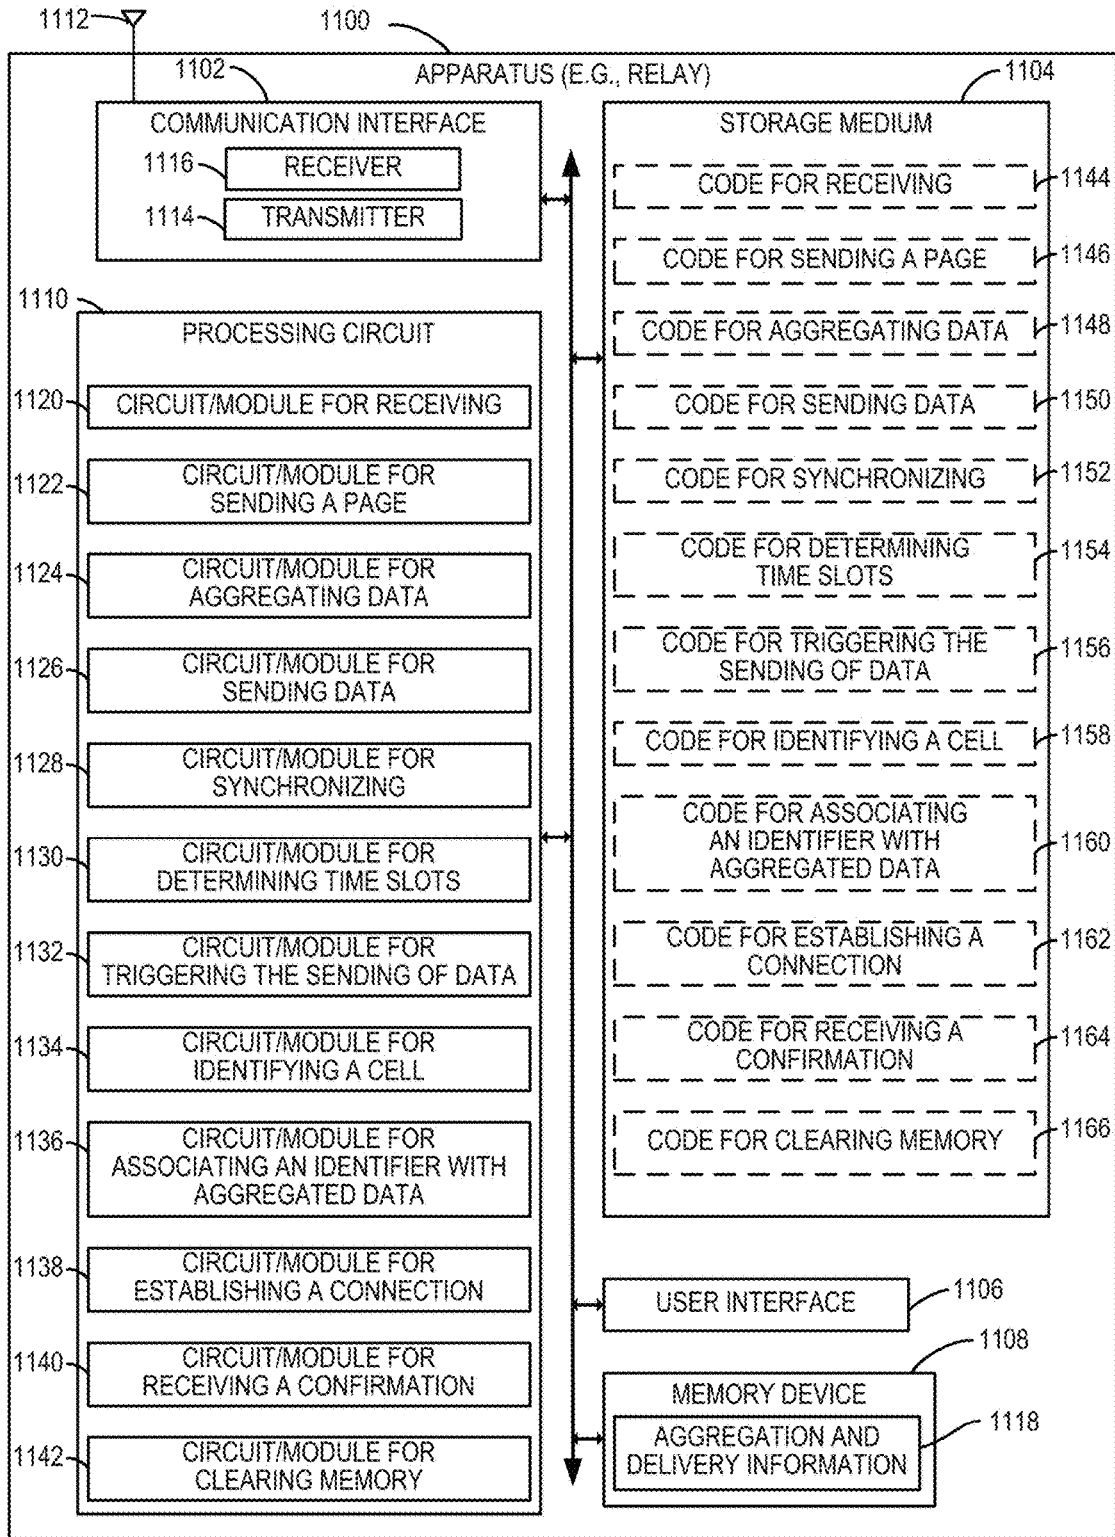 1112
1100
APPARATUS (E.G., RELAY)
1102
COMMUNICATION INTERFACE
1116
RECEIVER
1114
TRANSMITTER
1110
PROCESSING CIRCUIT
1120
CIRCUIT/MODULE FOR RECEIVING
1122
CIRCUIT/MODULE FOR
SENDING A PAGE
1124
CIRCUIT/MODULE FOR
AGGREGATING DATA
1126
CIRCUIT/MODULE FOR
SENDING DATA
1128
CIRCUIT/MODULE FOR
SYNCHRONIZING
1130
CIRCUIT/MODULE FOR
DETERMINING TIME SLOTS
1132
CIRCUIT/MODULE FOR
TRIGGERING THE SENDING OF DATA
1134
CIRCUIT/MODULE FOR
IDENTIFYING A CELL
1136
CIRCUIT/MODULE FOR
ASSOCIATING AN IDENTIFIER WITH
AGGREGATED DATA
1138
CIRCUIT/MODULE FOR
ESTABLISHING A CONNECTION
1140
CIRCUIT/MODULE FOR
RECEIVING A CONFIRMATION
1142
CIRCUIT/MODULE FOR
CLEARING MEMORY
1104
STORAGE MEDIUM
CODE FOR RECEIVING
1144
CODE FOR SENDING A PAGE
1146
CODE FOR AGGREGATING DATA
1148
CODE FOR SENDING DATA
1150
CODE FOR SYNCHRONIZING
1152
CODE FOR DETERMINING
TIME SLOTS
1154
CODE FOR TRIGGERING THE
SENDING OF DATA
1156
CODE FOR IDENTIFYING A CELL
1158
CODE FOR ASSOCIATING
AN IDENTIFIER WITH
AGGREGATED DATA
1160
CODE FOR ESTABLISHING A
CONNECTION
1162
CODE FOR RECEIVING A
CONFIRMATION
1164
CODE FOR CLEARING MEMORY
1166
USER INTERFACE
1106
1108
MEMORY DEVICE
AGGREGATION AND
DELIVERY INFORMATION
1118